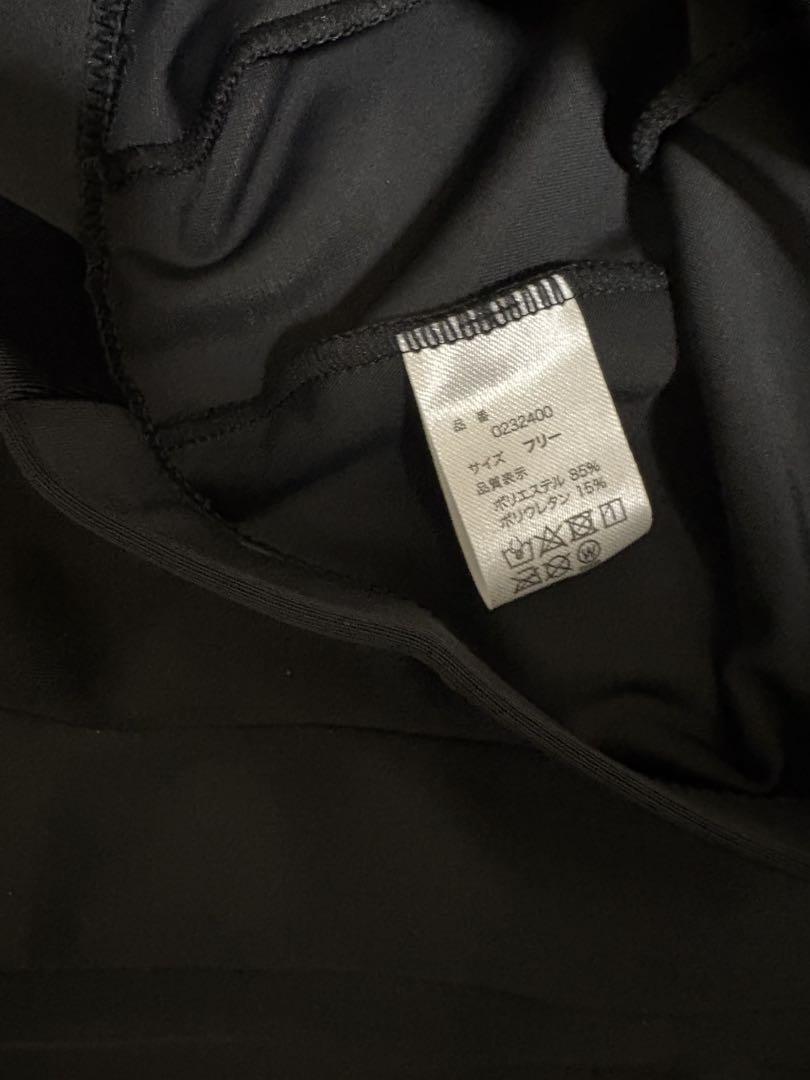 品 番
0232400
サイズ フリー
品質表示
ポリエステル 85%
ポリウレタン 15%
W